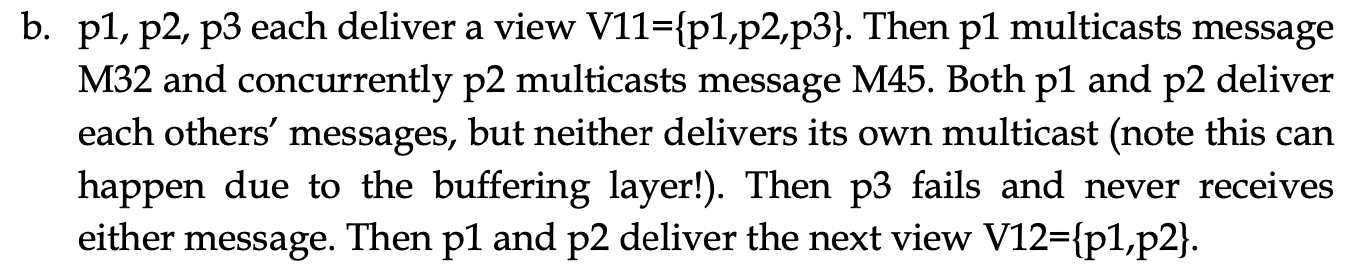 b. p1, p2, p3 each deliver a view V11={p1,p2,p3}. Then p1 multicasts message
M32 and concurrently p2 multicasts message M45. Both p1 and p2 deliver
each others’ messages, but neither delivers its own multicast (note this can
happen due to the buffering layer!). Then p3 fails and never receives
either message. Then p1 and p2 deliver the next view V12={p1,p2}.